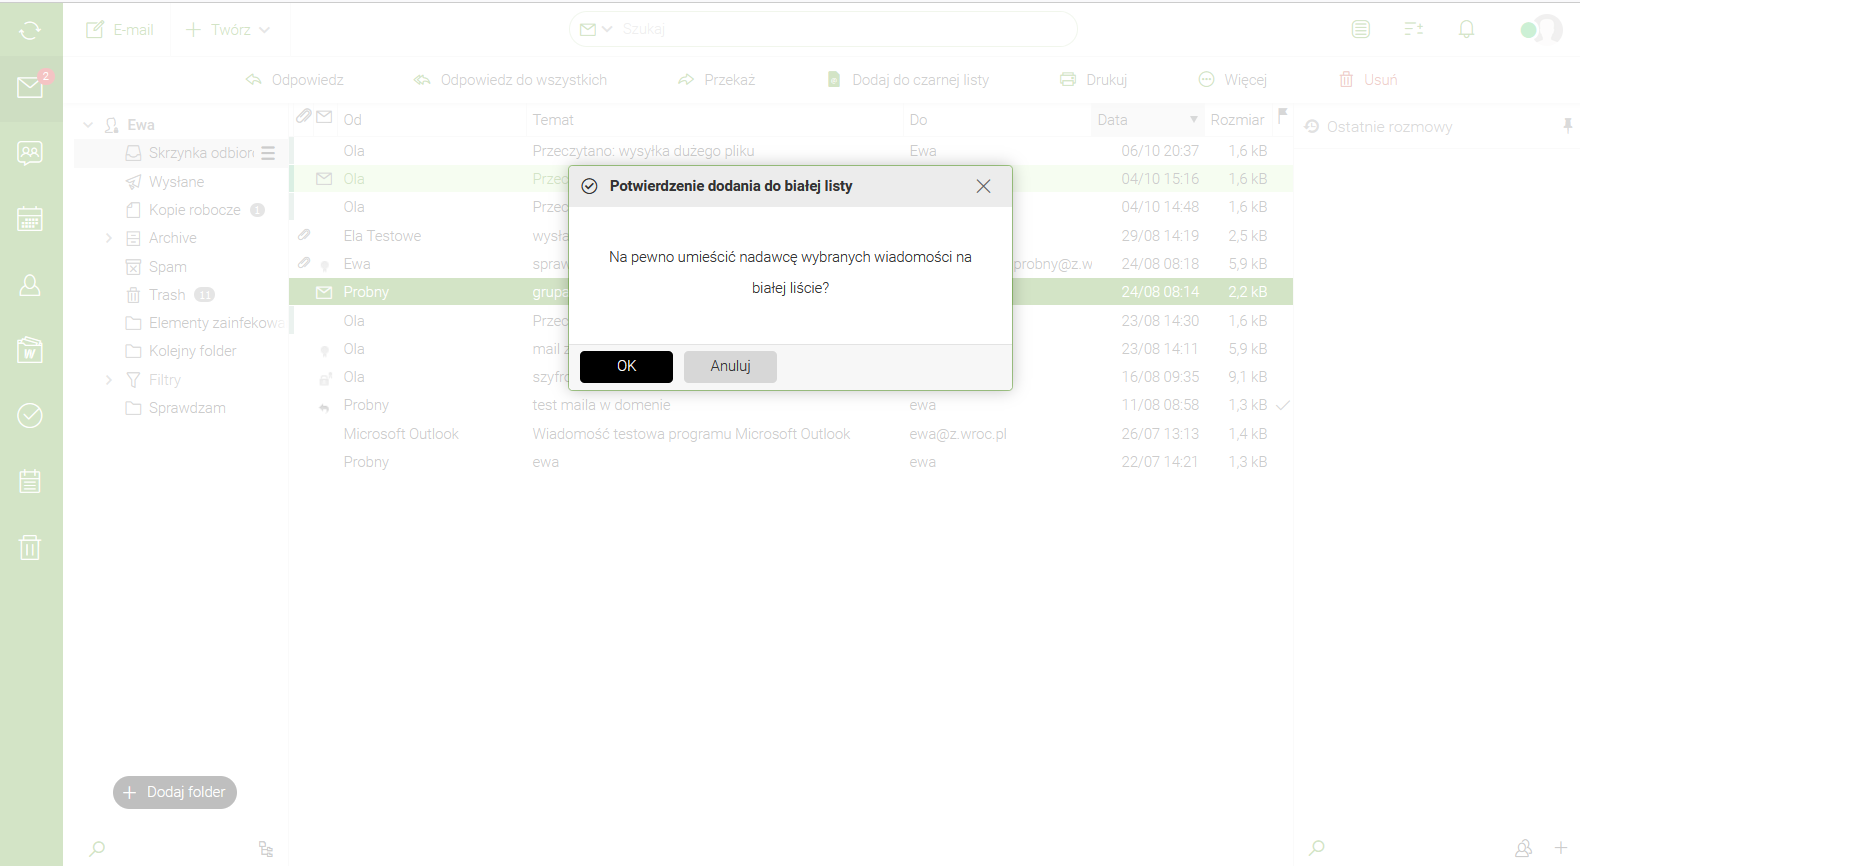 E-mail
Twórz
Szukaj
2
Odpowiedz
Odpowiedz do wszystkich
Przekaż
Dodaj do czarnej listy
Drukuj
Więcej
Usuń
Ewa
Skrzynka odbior
Wysłane
Kopie robocze 1
Archive
Spam
Trash 11
Elementy zainfekowa
Kolejny folder
Filtry
Sprawdzam
Dodaj folder
Od Temat Do Data Rozmiar
Ola Przeczytano: wysyłka duzego pliku Ewa 06/10 20:37 1,6 kB
Ola Przec 04/10 15:16 1,6 kB
Ola Przec 04/10 14:48 1,6 kB
Ela Testowe wysła 29/08 14:19 2,5 kB
Ewa spraw probny@z.w 24/08 08:18 5,9 kB
Probny grupa 24/08 08:14 2,2 kB
Ola Przec 23/08 14:30 1,6 kB
Ola mail z 23/08 14:11 5,9 kB
Ola szyfro 16/08 09:35 9,1 kB
Probny test maila w domenie ewa 11/08 08:58 1,3 kB
Microsoft Outlook Wiadomość testowa programu Microsoft Outlook ewa@z.wroc.pl 26/07 13:13 1,4 kB
Probny ewa ewa 22/07 14:21 1,3 kB
Potwierdzenie dodania do białej listy
Na pewno umieścić nadawcę wybranych wiadomości na
białej liście?
OK
Anuluj
Ostatnie rozmowy